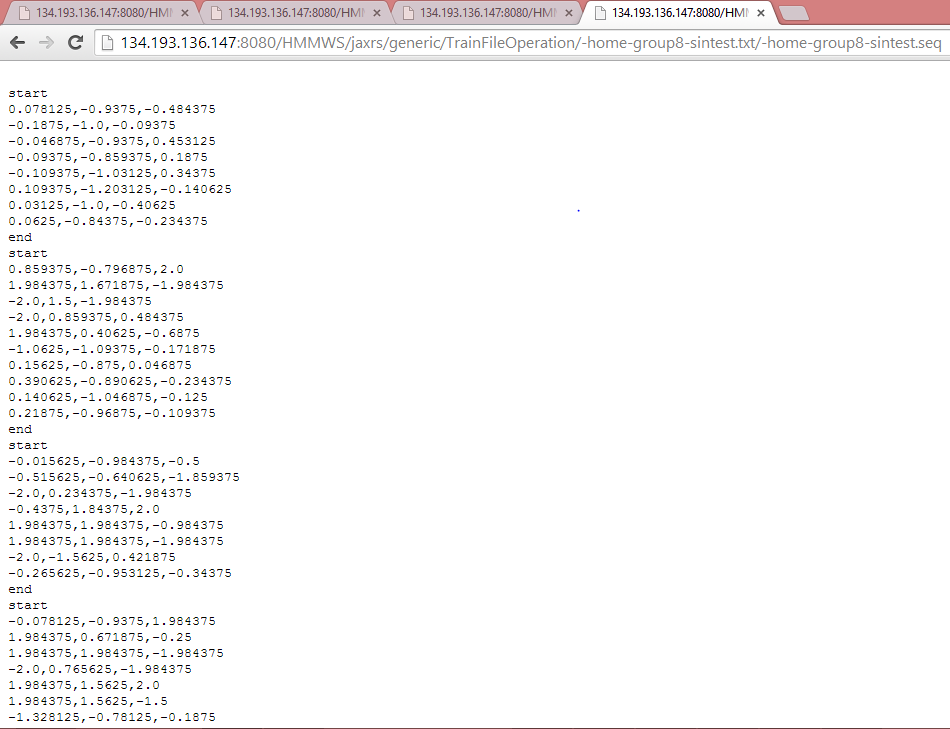 134.193.136.147:8080/HMM
134.193.136.147:8080/HMM
134.193.136.147:8080/HMM
134.193.136.147:8080/HMM
134.193.136.147:8080/HMMWS/jaxrs/generic/TrainFileOperation/-home-group8-sintest.txt/-home-group8-sintest.seq
start
0.078125,-0.9375,-0.484375
-0.1875,-1.0,-0.09375
-0.046875,-0.9375,0.453125
-0.09375,-0.859375,0.1875
-0.109375,-1.03125,0.34375
0.109375,-1.203125,-0.140625
0.03125,-1.0,-0.40625
0.0625,-0.84375,-0.234375
end
start
0.859375,-0.796875,2.0
1.984375,1.671875,-1.984375
-2.0,1.5,-1.984375
-2.0,0.859375,0.484375
1.984375,0.40625,-0.6875
-1.0625,-1.09375,-0.171875
0.15625,-0.875,0.046875
0.390625,-0.890625,-0.234375
0.140625,-1.046875,-0.125
0.21875,-0.96875,-0.109375
end
start
-0.015625,-0.984375,-0.5
-0.515625,-0.640625,-1.859375
-2.0,0.234375,-1.984375
-0.4375,1.84375,2.0
1.984375,1.984375,-0.984375
1.984375,1.984375,-1.984375
-2.0,-1.5625,0.421875
-0.265625,-0.953125,-0.34375
end
start
-0.078125,-0.9375,1.984375
1.984375,0.671875,-0.25
1.984375,1.984375,-1.984375
-2.0,0.765625,-1.984375
1.984375,1.5625,2.0
1.984375,1.5625,-1.5
-1.328125,-0.78125,-0.1875